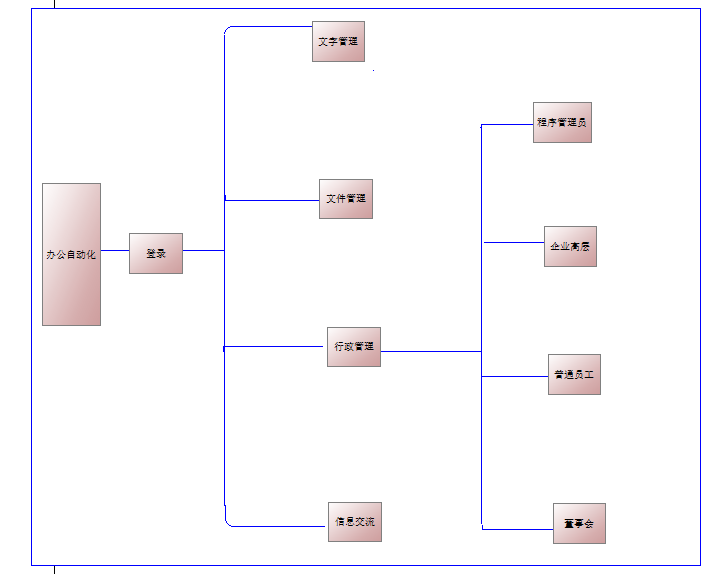 文字管理
程序管理员
文件管理
企业高层
办公自动化
登录
行政管理
普通员工
信息交流
董事会